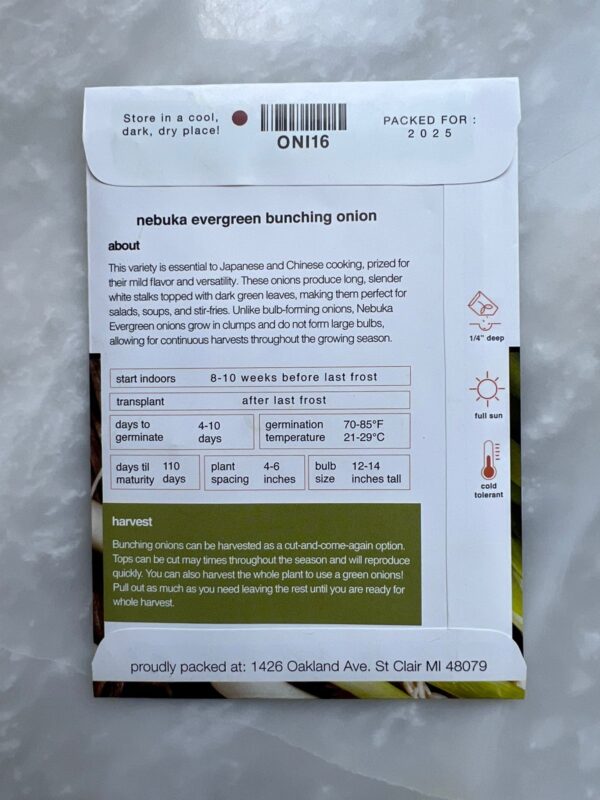 Store in a cool,
dark, dry place!
ONI16
PACKED FOR :
2025
nebuka evergreen bunching onion
about
This variety is essential to Japanese and Chinese cooking, prized for
their mild flavor and versatility. These onions produce long, slender
white stalks topped with dark green leaves, making them perfect for
salads, soups, and stir-fries. Unlike bulb-forming onions, Nebuka
Evergreen onions grow in clumps and do not form large bulbs,
allowing for continuous harvests throughout the growing season.
1/4" deep
full sun
cold
tolerant
start indoors 8-10 weeks before last frost
transplant after last frost
days to
germinate
4-10
days
germination
temperature
70-85°F
21-29°C
days til
maturity
110
days
plant
spacing
4-6
inches
bulb
size
12-14
inches tall
harvest
Bunching onions can be harvested as a cut-and-come-again option.
Tops can be cut may times throughout the season and will reproduce
quickly. You can also harvest the whole plant to use a green onions!
Pull out as much as you need leaving the rest until you are ready for
whole harvest.
proudly packed at: 1426 Oakland Ave. St Clair MI 48079